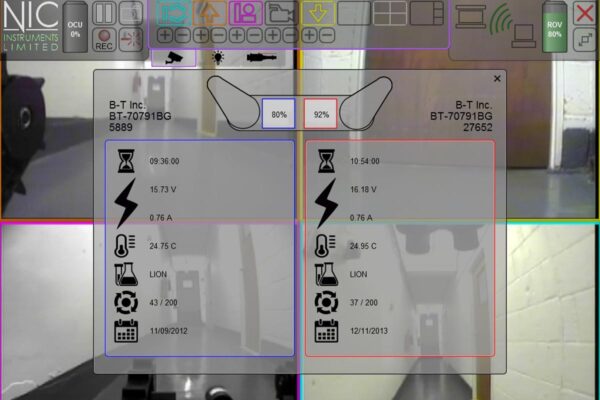 NIC
INSTRUMENTS
LIMITED
OCU
0%
REC
ROV
80%
B-T Inc.
BT-70791BG
5889
80%
92%
B-T Inc.
BT-70791BG
27652
09:36:00
15.73 V
0.76 A
24.75 C
LION
43 / 200
11/09/2012
10:54:00
16.18 V
0.76 A
24.95 C
LION
37 / 200
12/11/2013